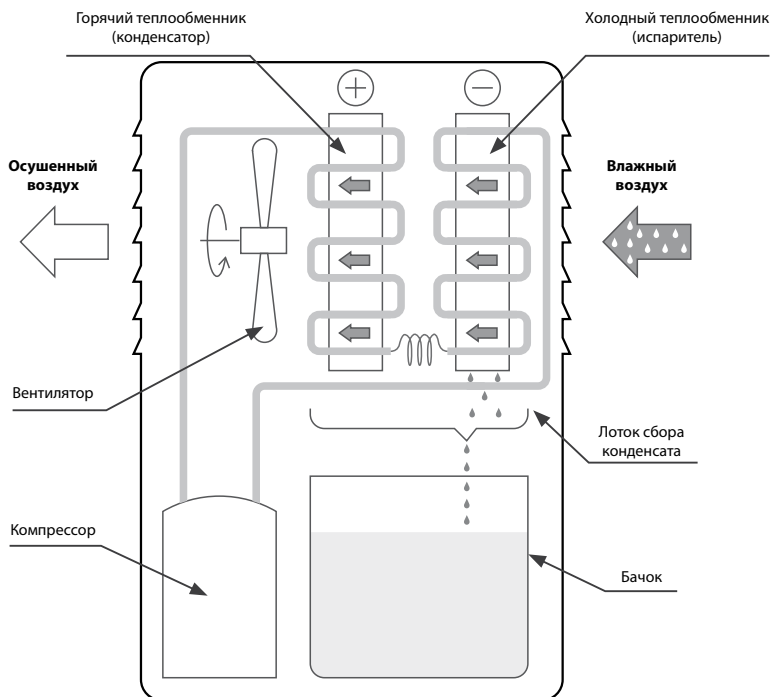 Горячий теплообменник
(конденсатор)
Холодный теплообменник
(испаритель)
Осушенный
воздух
Влажный
воздух
Вентилятор
Лоток сбора
конденсата
Компрессор
Бачок